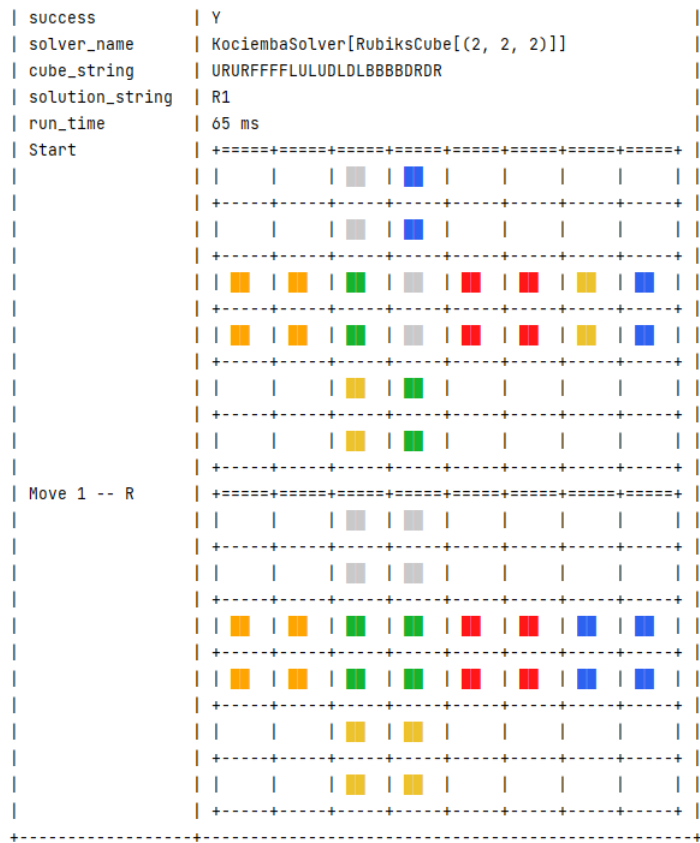 success Y
solver_name KociembaSolver[RubiksCube[(2, 2, 2)]]
cube_string URURFFFFLULUDLDLBBBBDRDR
solution_string R1
run_time 65 ms
Start
Move 1 -- R